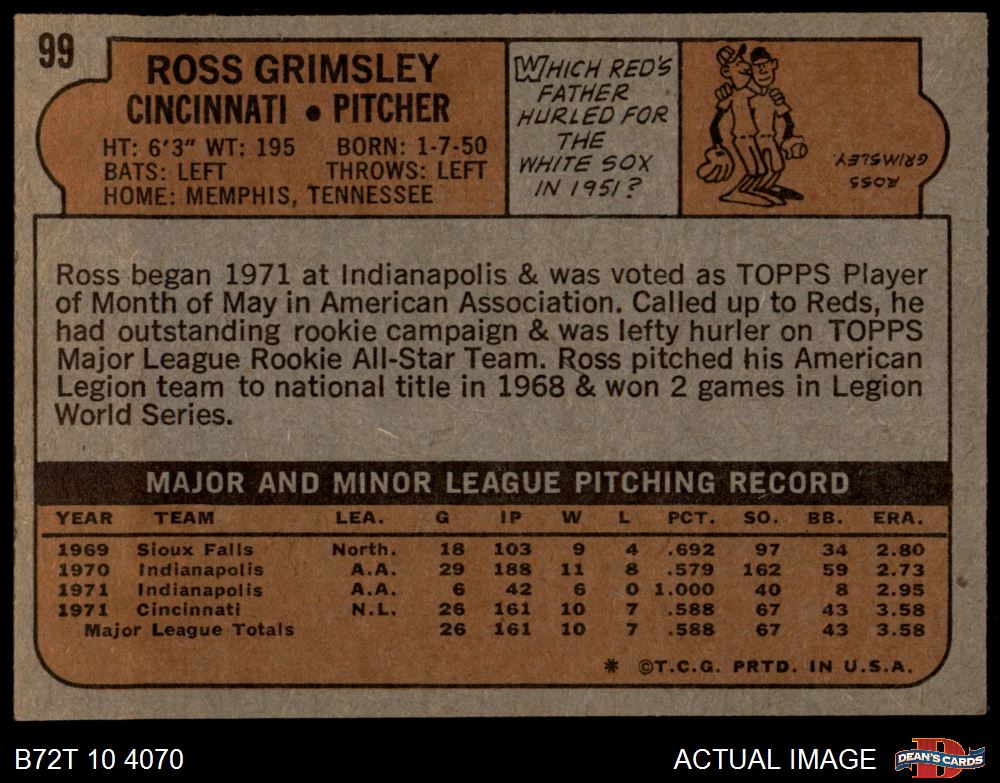 99
ROSS GRIMSLEY
CINCINNATI • PITCHER
HT: 6'3" WT: 195 BORN: 1-7-50
BATS: LEFT THROWS: LEFT
HOME: MEMPHIS, TENNESSEE
WHICH RED'S
FATHER
HURLED FOR
THE
WHITE SOX
IN 1951?
ROSS
GRIMSLEY.
Ross began 1971 at Indianapolis & was voted as TOPPS Player
of Month of May in American Association. Called up to Reds, he
had outstanding rookie campaign & was lefty hurler on TOPPS
Major League Rookie All-Star Team. Ross pitched his American
Legion team to national title in 1968 & won 2 games in Legion
World Series.
MAJOR AND MINOR LEAGUE PITCHING RECORD
YEAR TEAM LEA. G IP W L PCT. SO. BB. ERA.
1969 Sioux Falls North. 18 103 9 4 .692 97 34 2.80
1970 Indianapolis A.A. 29 188 11 8 .579 162 59 2.73
1971 Indianapolis A.A. 6 42 6 0 1.000 40 8 2.95
1971 Cincinnati N.L. 26 161 10 7 .588 67 43 3.58
Major League Totals 26 161 10 7 .588 67 43 3.58
* ©T.C.G. PRTD. IN U.S.A.
B72T 10 4070
ACTUAL IMAGE
DEAN'S CARDS